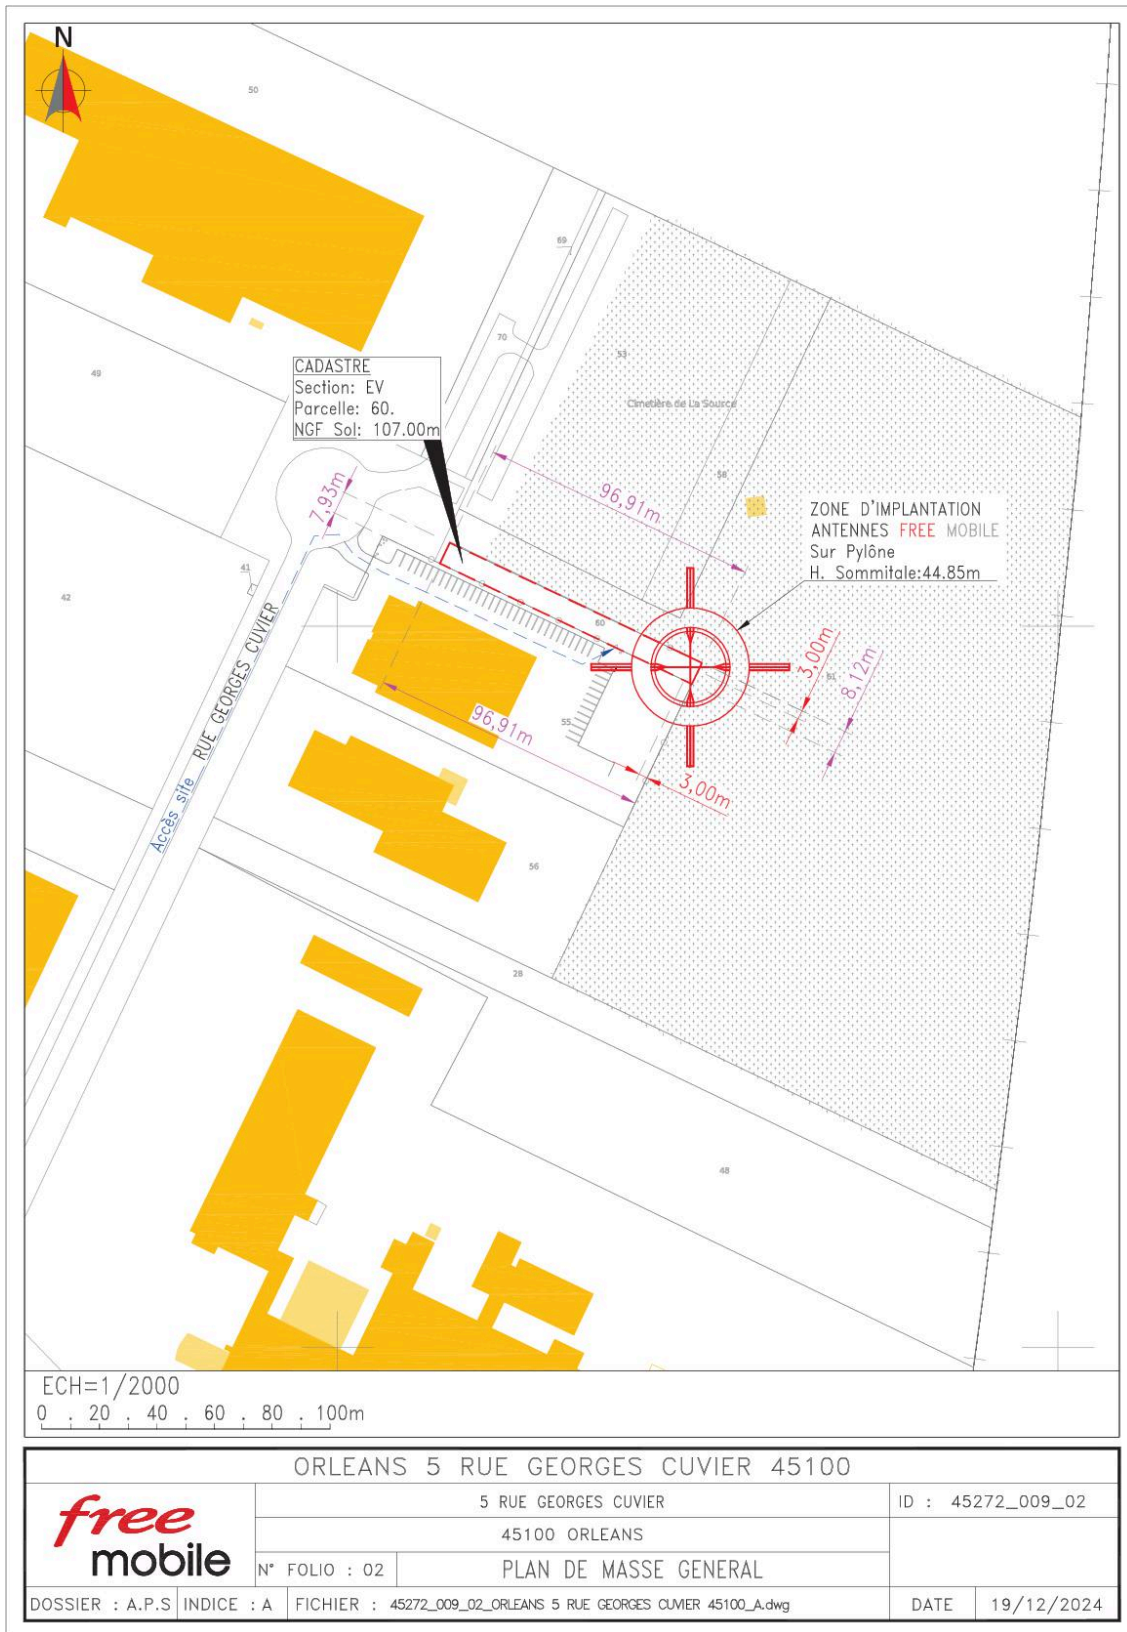 N
50
69
70
53
49
CADASTRE
Section: EV
Parcelle: 60.
NGF Sol: 107.00m
Cimetière de La Source
58
96,91m
7,93m
ZONE D'IMPLANTATION
ANTENNES FREE MOBILE
Sur Pylône
H. Sommitale:44.85m
41
42
60
RUE GEORGES CUVIER
3,00m
8,12m
61
55
96,91m
3,00m
Accès site
56
28
48
ECH=1/2000
0 . 20 . 40 . 60 . 80 . 100m
ORLEANS 5 RUE GEORGES CUVIER 45100
free
mobile
5 RUE GEORGES CUVIER
ID : 45272_009_02
45100 ORLEANS
N° FOLIO : 02
PLAN DE MASSE GENERAL
DOSSIER : A.P.S
INDICE : A
FICHIER : 45272_009_02_ORLEANS 5 RUE GEORGES CUVIER 45100_A.dwg
DATE
19/12/2024